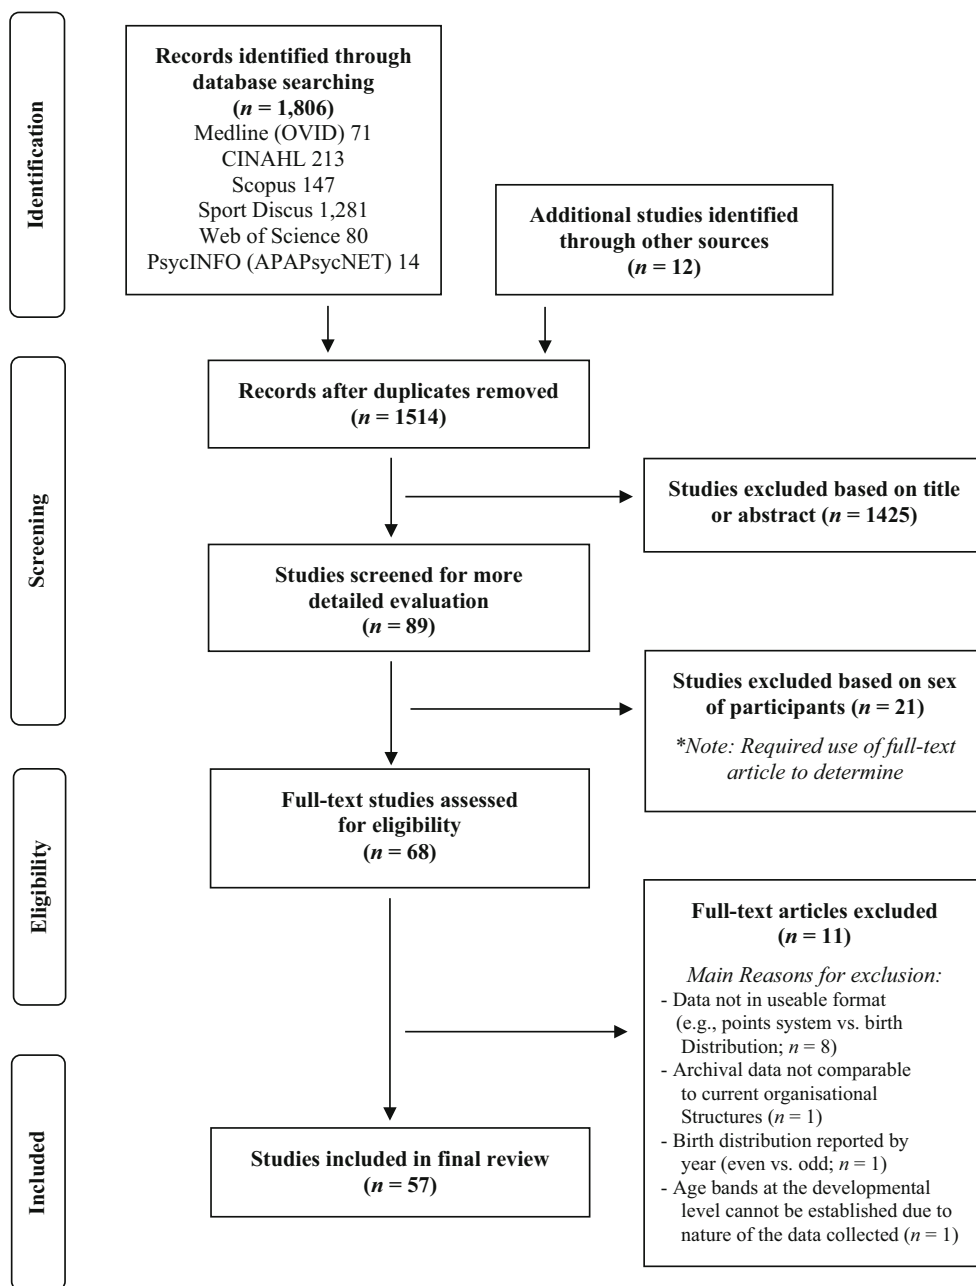 Identification
Records identified through
database searching
(n = 1,806)
Medline (OVID) 71
CINAHL 213
Scopus 147
Sport Discus 1,281
Web of Science 80
PsycINFO (APAPsycNET) 14
Additional studies identified
through other sources
(n = 12)
Screening
Records after duplicates removed
(n = 1514)
Studies excluded based on title
or abstract (n = 1425)
Studies screened for more
detailed evaluation
(n = 89)
Studies excluded based on sex
of participants (n = 21)
*Note: Required use of full-text
article to determine
Eligibility
Full-text studies assessed
for eligibility
(n = 68)
Full-text articles excluded
(n = 11)
Main Reasons for exclusion:
- Data not in useable format
(e.g., points system vs. birth
Distribution; n = 8)
- Archival data not comparable
to current organisational
Structures (n = 1)
- Birth distribution reported by
year (even vs. odd; n = 1)
- Age bands at the developmental
level cannot be established due to
nature of the data collected (n = 1)
Included
Studies included in final review
(n = 57)